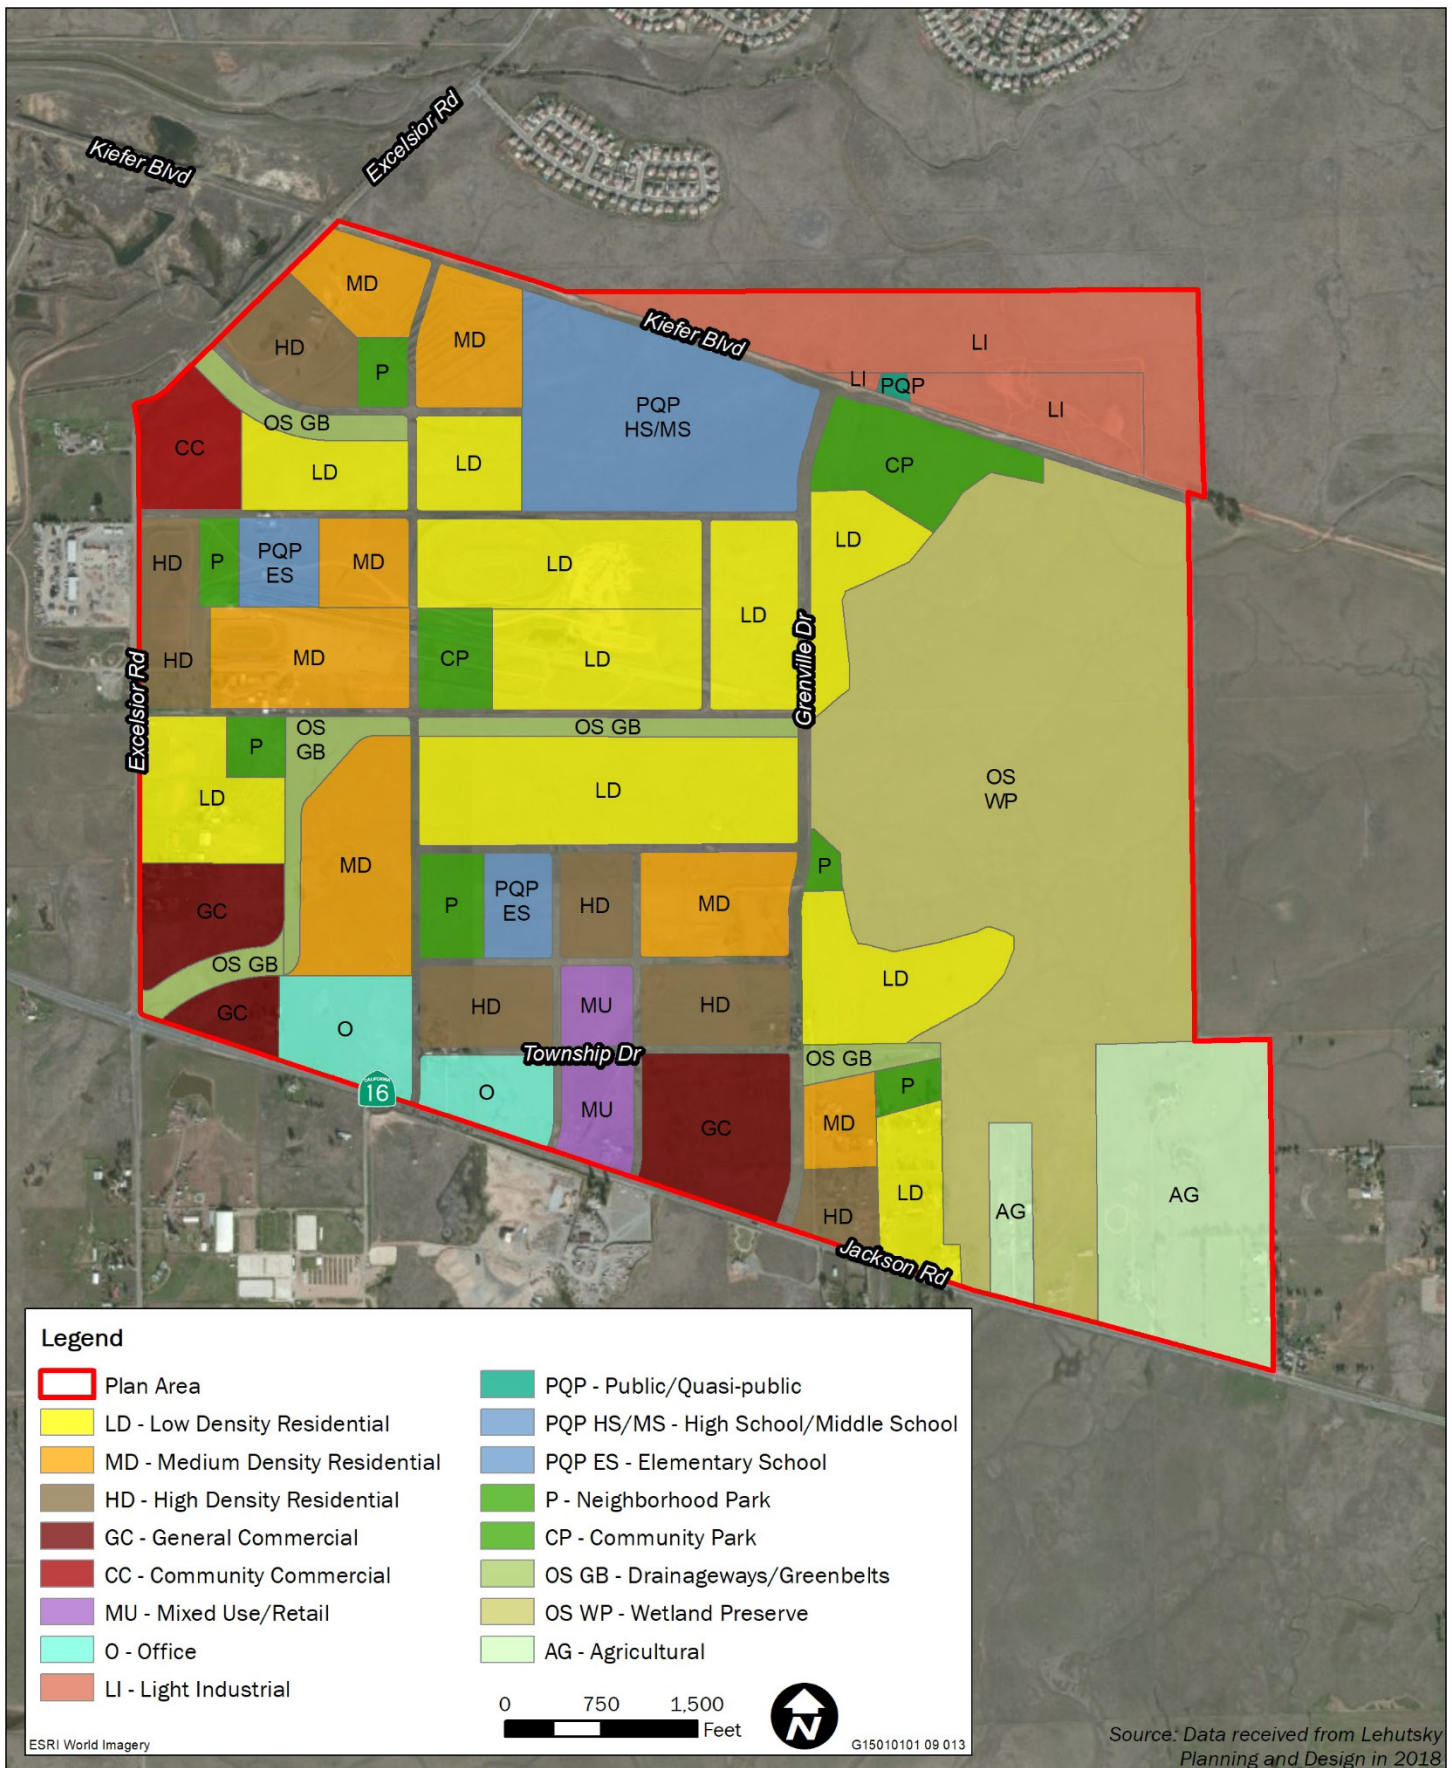 Kiefer Blvd
Excelsior Rd
MD
MD
HD
P
Kiefer Blvd
LI
LI
PQP
LI
PQP
HS/MS
OS GB
CC
LD
LD
CP
HD
P
PQP
ES
MD
LD
LD
LD
HD
MD
CP
LD
Grenville Dr
Excelsior Rd
P
OS
GB
OS GB
LD
LD
OS
WP
MD
P
GC
P
PQP
ES
HD
MD
OS GB
LD
GC
O
HD
MU
HD
Township Dr
OS GB
CALIFORNIA
16
O
MU
GC
MD
P
LD
HD
AG
AG
Jackson Rd
Legend
Plan Area
LD - Low Density Residential
MD - Medium Density Residential
HD - High Density Residential
GC - General Commercial
CC - Community Commercial
MU - Mixed Use/Retail
O - Office
LI - Light Industrial
PQP - Public/Quasi-public
PQP HS/MS - High School/Middle School
PQP ES - Elementary School
P - Neighborhood Park
CP - Community Park
OS GB - Drainageways/Greenbelts
OS WP - Wetland Preserve
AG - Agricultural
0 750 1,500
Feet
N
ESRI World Imagery
G15010101 09 013
Source: Data received from Lehutsky
Planning and Design in 2018